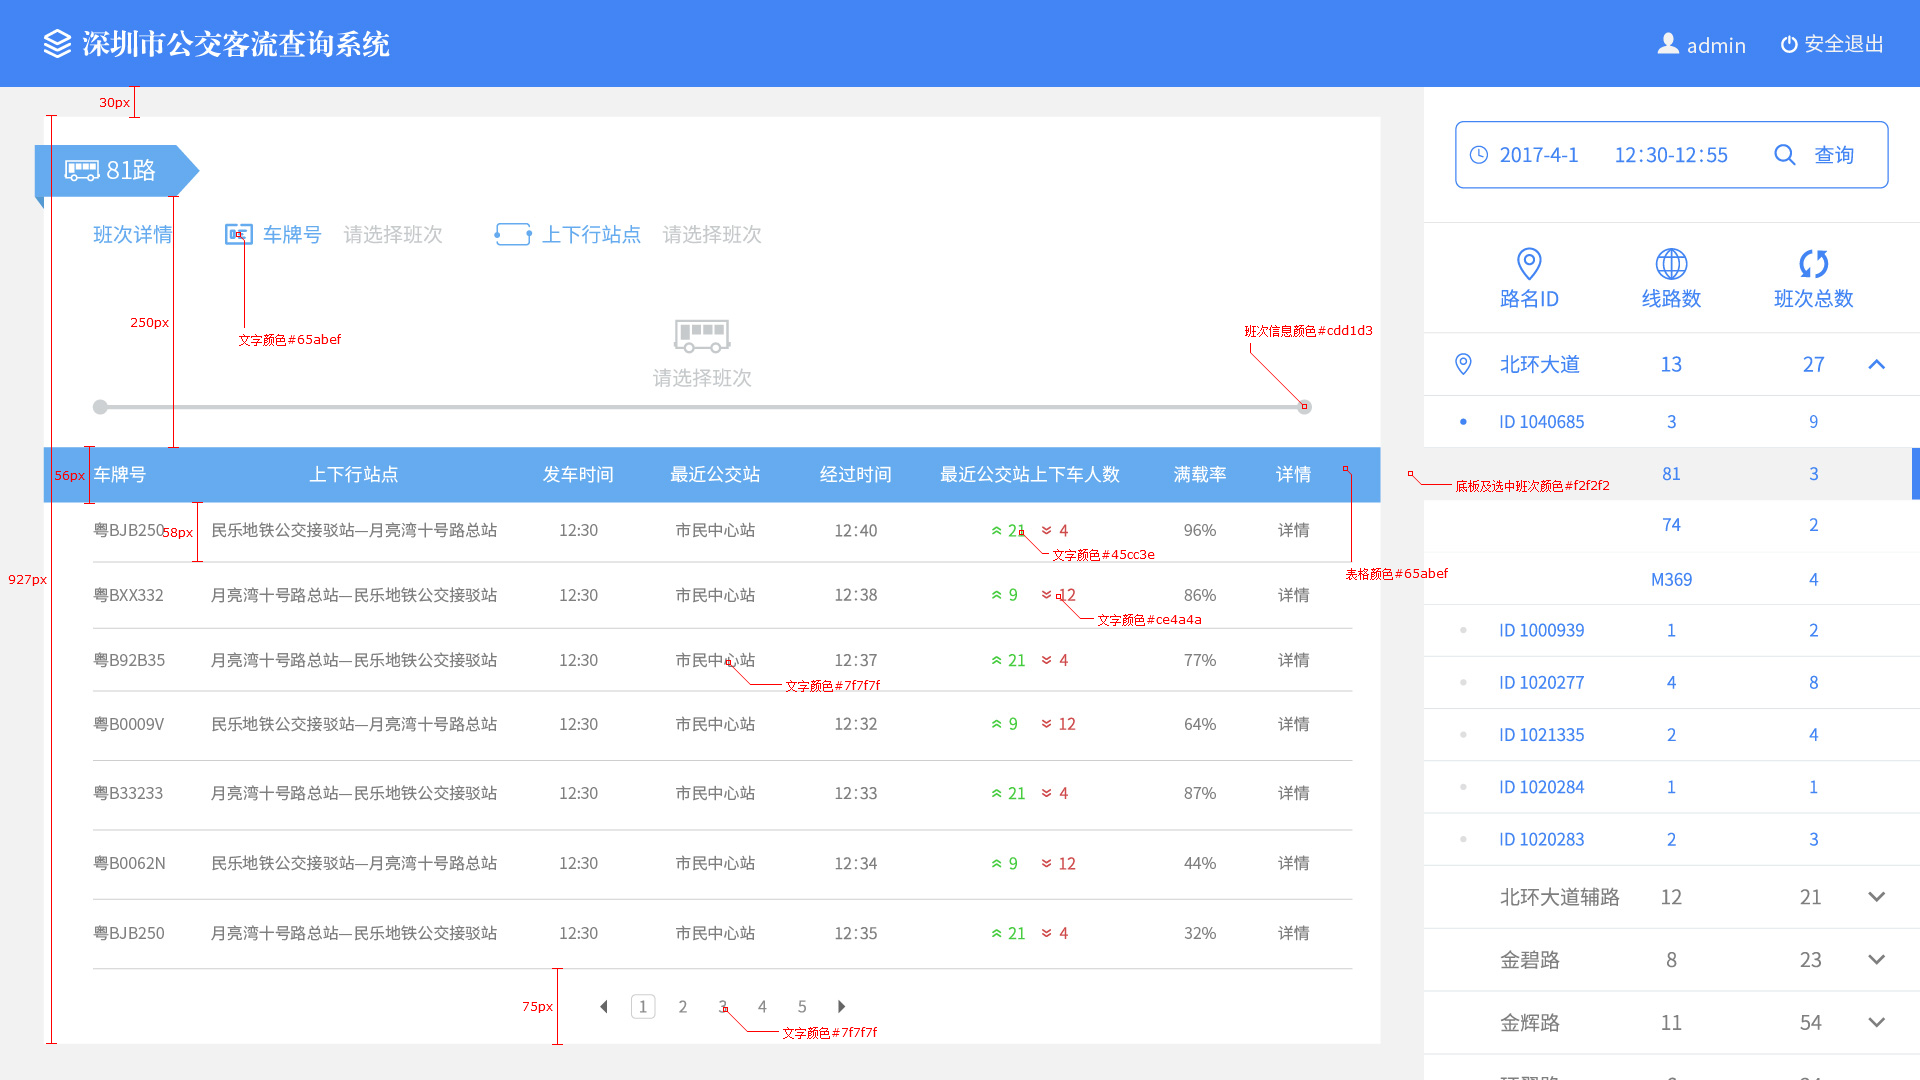 深圳市公交客流查询系统
admin 安全退出
30px
81路
2017-4-1 12:30-12:55 查询
班次详情 车牌号 请选择班次 上下行站点 请选择班次
路名ID 线路数 班次总数
250px
文字颜色#65abef
班次信息颜色#cdd1d3
请选择班次
北环大道 13 27
ID 1040685 3 9
56px
车牌号 上下行站点 发车时间 最近公交站 经过时间 最近公交站上下车人数 满载率 详情
81 3
底板及选中班次颜色#f2f2f2
58px
粤BJB250 民乐地铁公交接驳站—月亮湾十号路总站 12:30 市民中心站 12:40 21 4 96% 详情
74 2
文字颜色#45cc3e
表格颜色#65abef
927px
M369 4
粤BXX332 月亮湾十号路总站—民乐地铁公交接驳站 12:30 市民中心站 12:38 9 12 86% 详情
文字颜色#ce4a4a
ID 1000939 1 2
粤B92B35 月亮湾十号路总站—民乐地铁公交接驳站 12:30 市民中心站 12:37 21 4 77% 详情
文字颜色#7f7f7f
ID 1020277 4 8
粤B0009V 民乐地铁公交接驳站—月亮湾十号路总站 12:30 市民中心站 12:32 9 12 64% 详情
ID 1021335 2 4
粤B33233 月亮湾十号路总站—民乐地铁公交接驳站 12:30 市民中心站 12:33 21 4 87% 详情
ID 1020284 1 1
ID 1020283 2 3
粤B0062N 民乐地铁公交接驳站—月亮湾十号路总站 12:30 市民中心站 12:34 9 12 44% 详情
北环大道辅路 12 21
粤BJB250 月亮湾十号路总站—民乐地铁公交接驳站 12:30 市民中心站 12:35 21 4 32% 详情
金碧路 8 23
75px
1 2 3 4 5
文字颜色#7f7f7f
金辉路 11 54